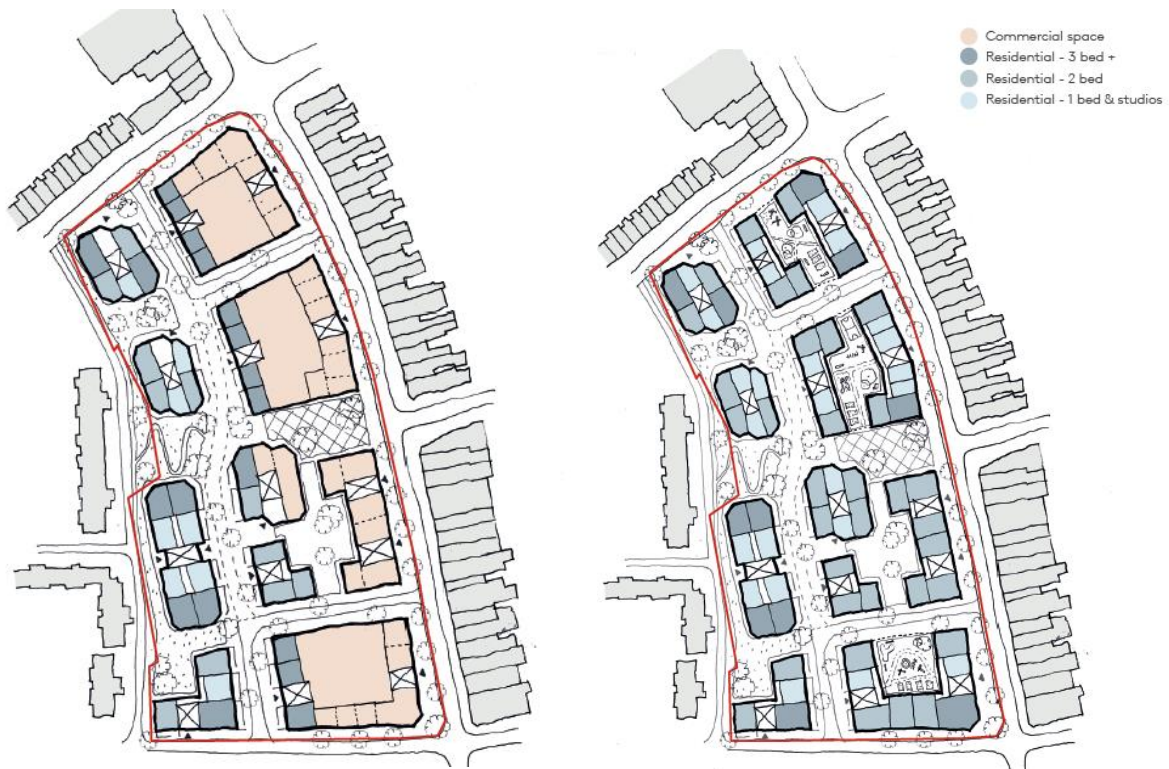 Commercial space
Residential - 3 bed +
Residential - 2 bed
Residential - 1 bed & studios